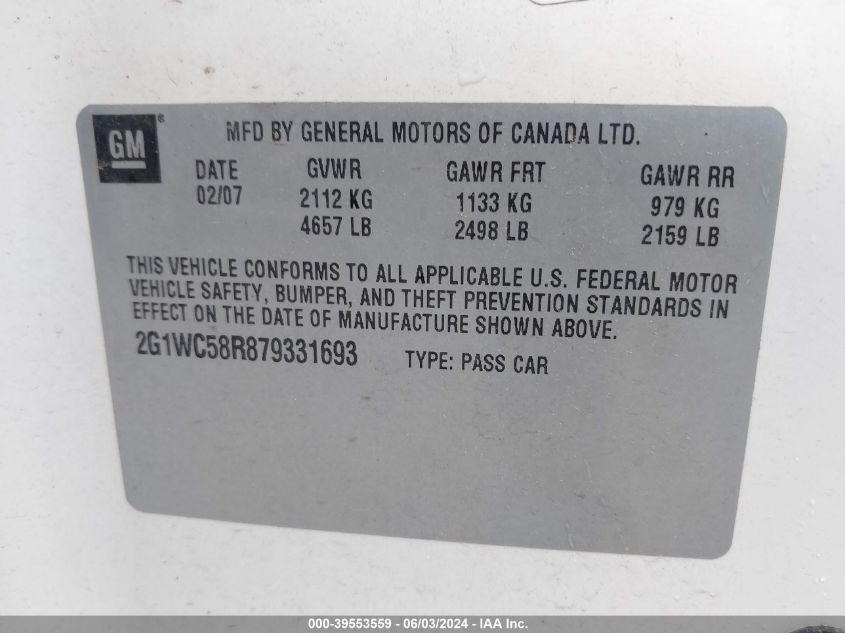 GM ®
MFD BY GENERAL MOTORS OF CANADA LTD.
DATE GVWR GAWR FRT GAWR RR
02/07 2112 KG 1133 KG 979 KG
4657 LB 2498 LB 2159 LB
THIS VEHICLE CONFORMS TO ALL APPLICABLE U.S. FEDERAL MOTOR
VEHICLE SAFETY, BUMPER, AND THEFT PREVENTION STANDARDS IN
EFFECT ON THE DATE OF MANUFACTURE SHOWN ABOVE.
2G1WC58R879331693 TYPE: PASS CAR
000-39553559 - 06/03/2024 - IAA Inc.